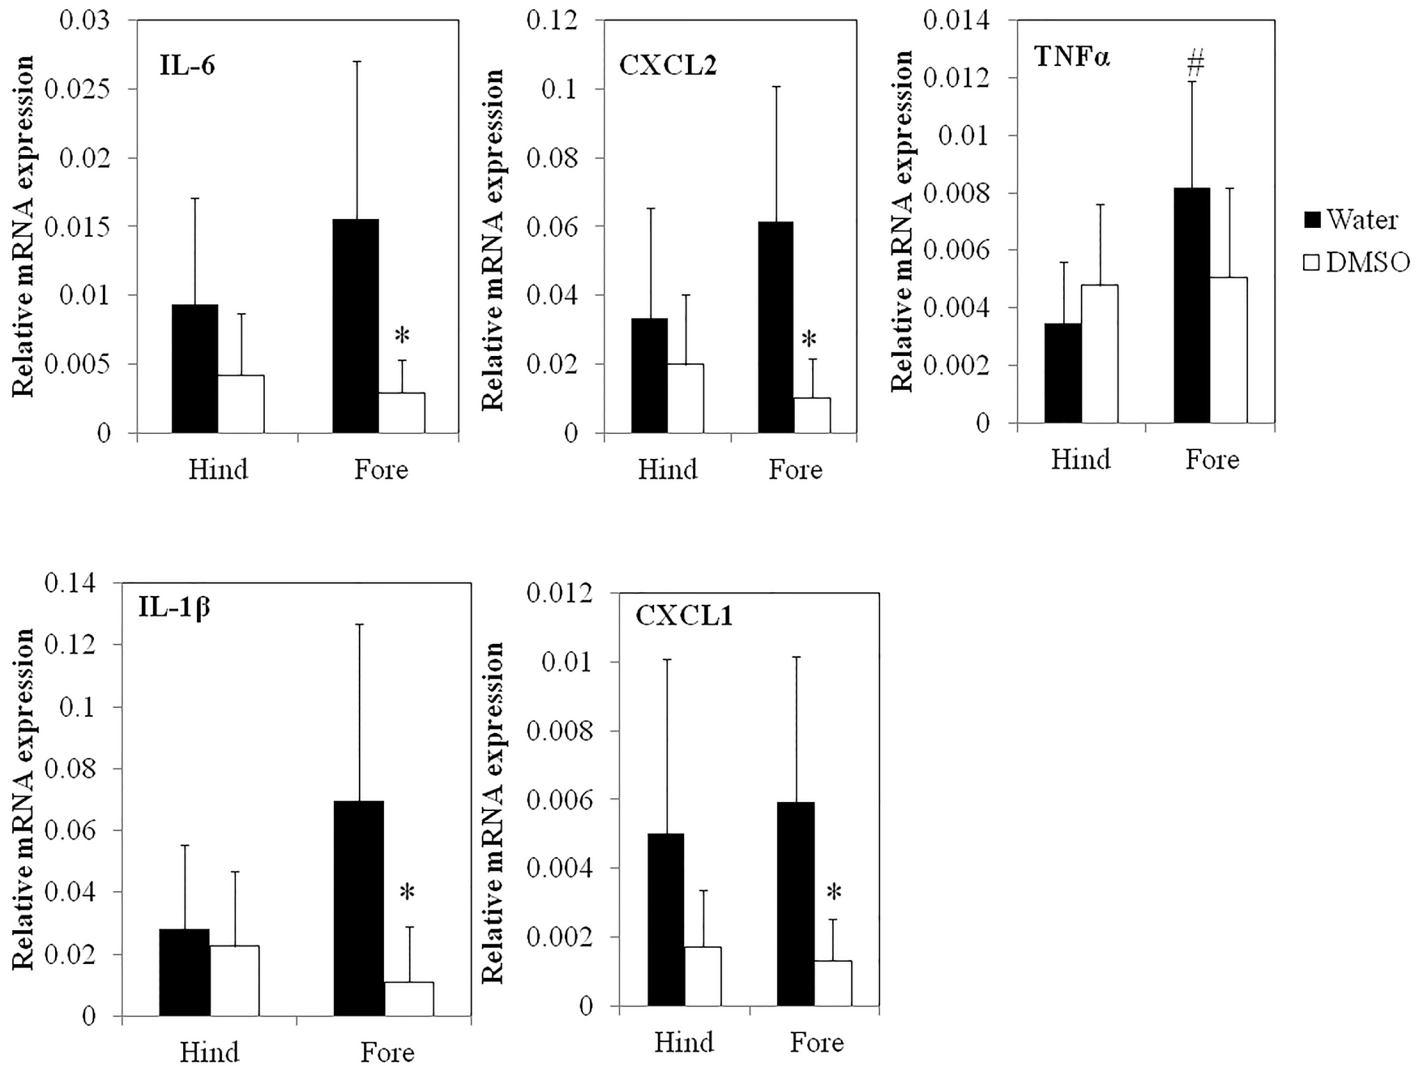 IL-6
Relative mRNA expression
0.03
0.025
0.02
0.015
0.01
0.005
0
*
Hind Fore
CXCL2
Relative mRNA expression
0.12
0.1
0.08
0.06
0.04
0.02
0
*
Hind Fore
TNFα
Relative mRNA expression
0.014
0.012
0.01
0.008
0.006
0.004
0.002
0
#
Hind Fore
Water
DMSO
IL-1β
Relative mRNA expression
0.14
0.12
0.1
0.08
0.06
0.04
0.02
0
*
Hind Fore
CXCL1
Relative mRNA expression
0.012
0.01
0.008
0.006
0.004
0.002
0
*
Hind Fore